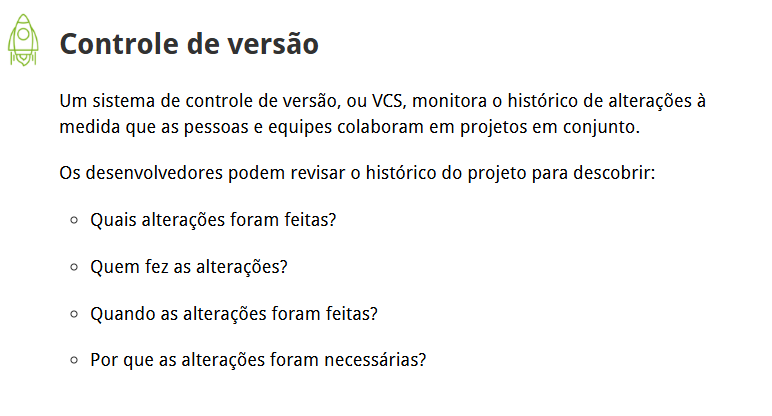 Controle de versão
Um sistema de controle de versão, ou VCS, monitora o histórico de alterações à
medida que as pessoas e equipes colaboram em projetos em conjunto.
Os desenvolvedores podem revisar o histórico do projeto para descobrir:
Quais alterações foram feitas?
Quem fez as alterações?
Quando as alterações foram feitas?
Por que as alterações foram necessárias?